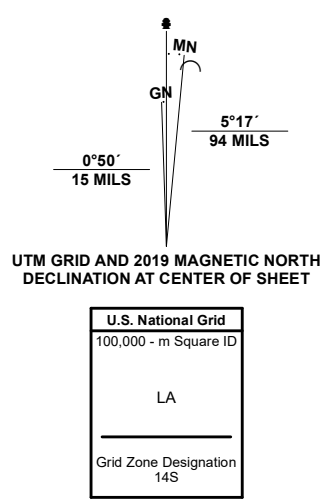 MN
GN
5°17´
94 MILS
0°50´
15 MILS
UTM GRID AND 2019 MAGNETIC NORTH
DECLINATION AT CENTER OF SHEET
U.S. National Grid
100,000 - m Square ID
LA
Grid Zone Designation
14S